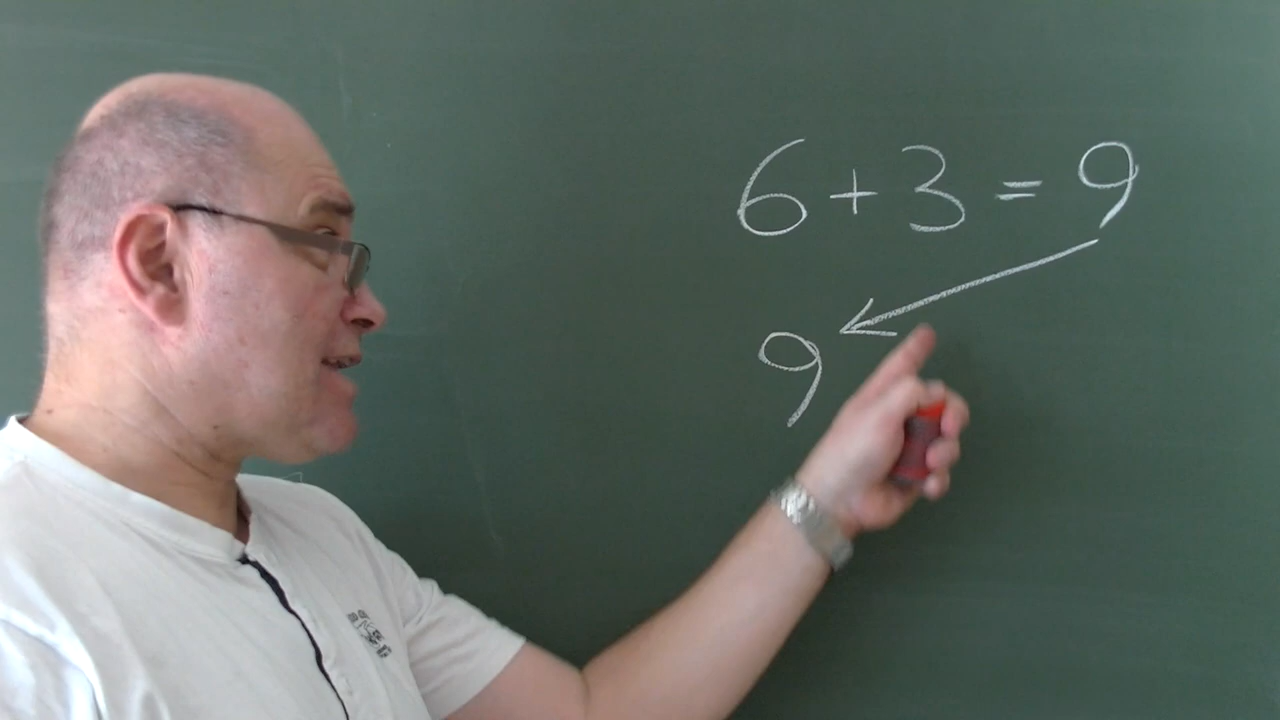 6 + 3 = 9
9